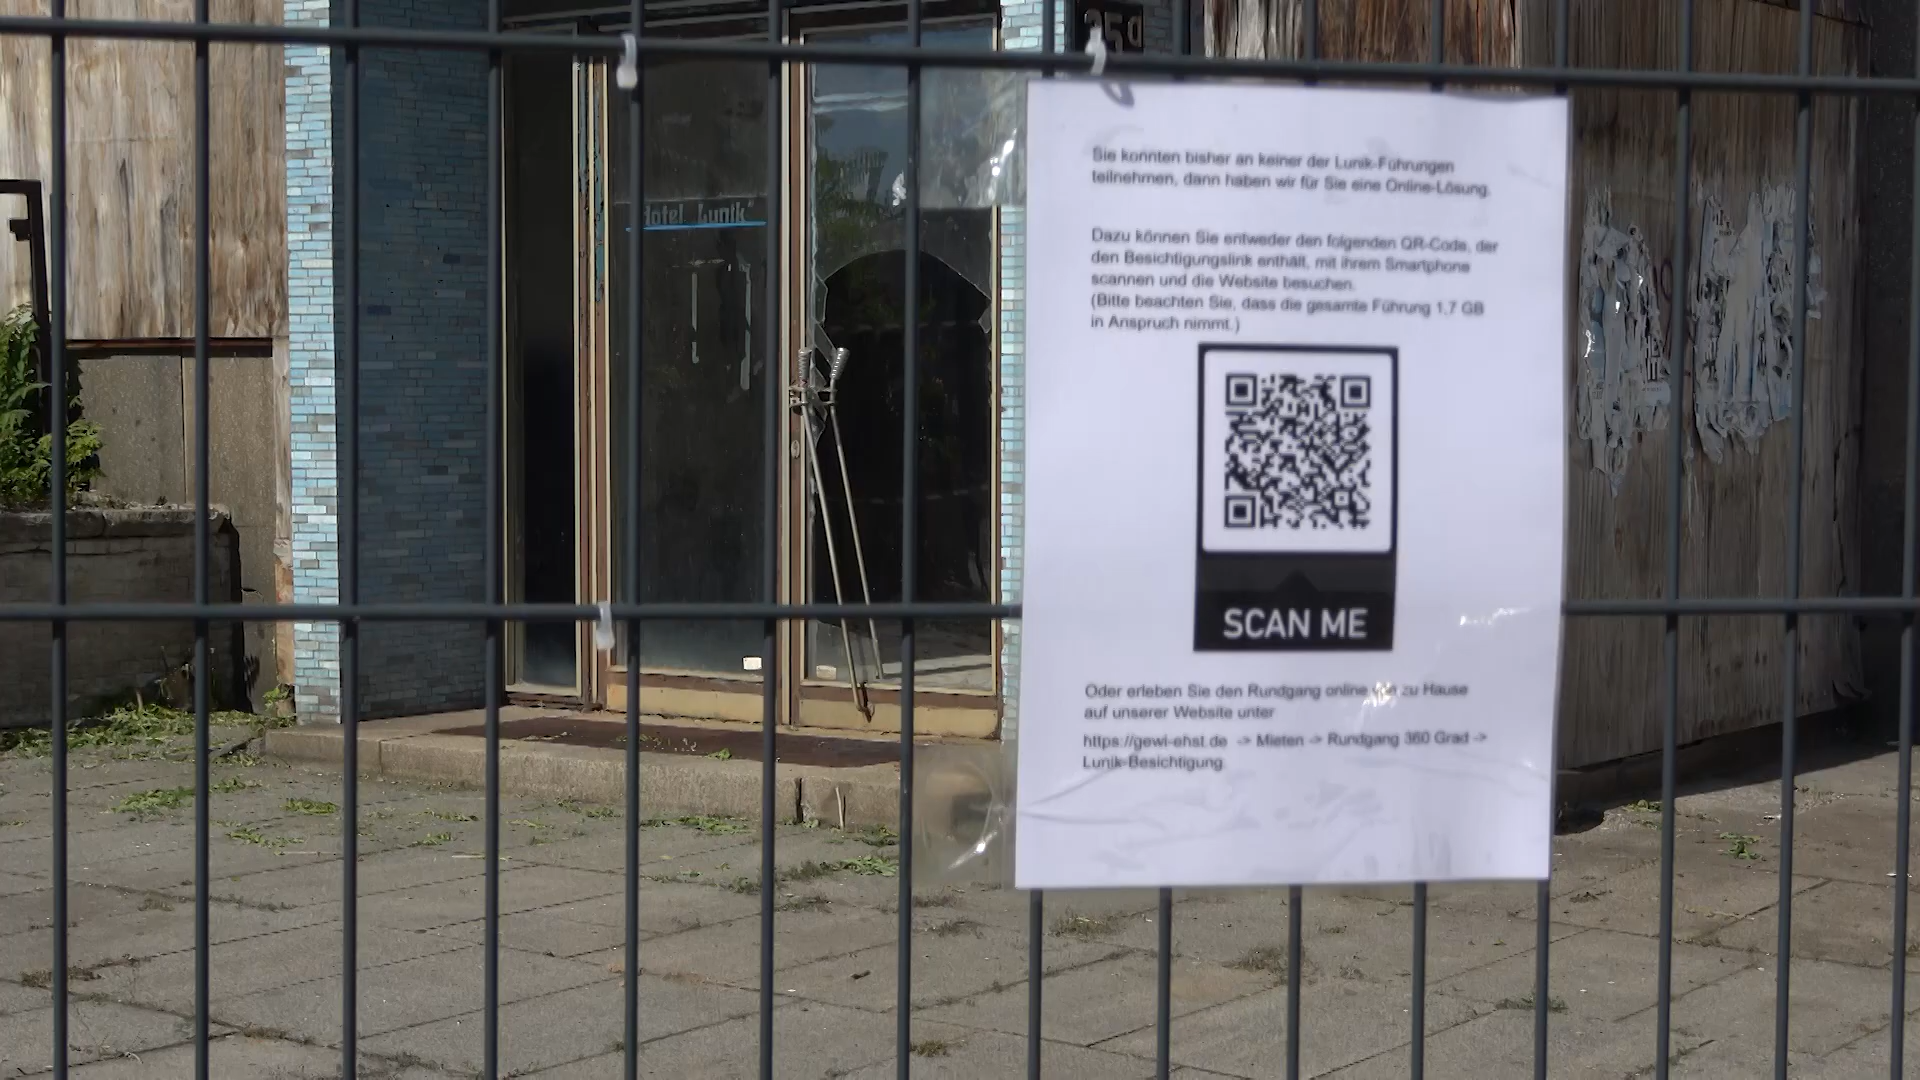 35a
Hotel „Lunik"
Sie konnten bisher an keiner der Lunik-Führungen
teilnehmen, dann haben wir für Sie eine Online-Lösung.
Dazu können Sie entweder den folgenden QR-Code, der
den Besichtigungslink enthält, mit ihrem Smartphone
scannen und die Website besuchen.
(Bitte beachten Sie, dass die gesamte Führung 1,7 GB
in Anspruch nimmt.)
SCAN ME
Oder erleben Sie den Rundgang online von zu Hause
auf unserer Website unter
https://gewi-ehst.de -> Mieten -> Rundgang 360 Grad ->
Lunik-Besichtigung